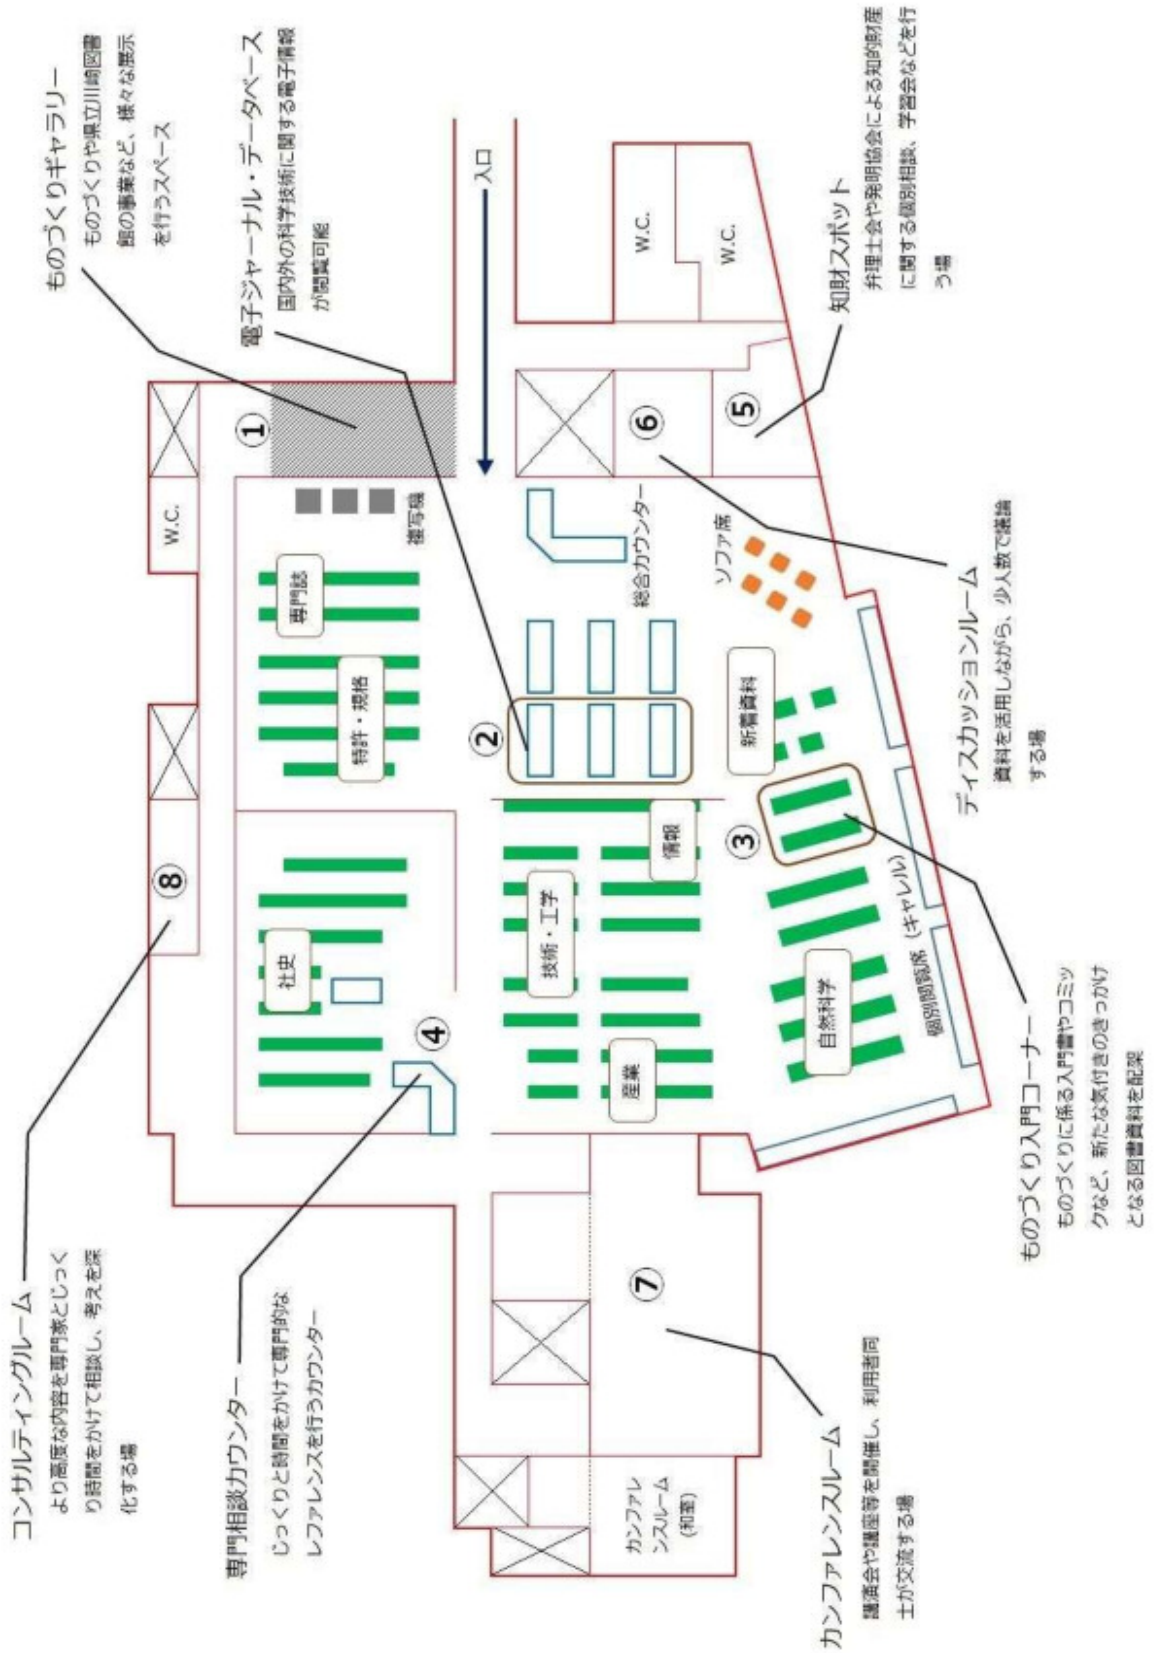 コンサルティングルーム
より高度な内容を専門家とじっく
り時間をかけて相談し、考えを深
化する場
専門相談カウンター
じっくりと時間をかけて専門的な
レファレンスを行うカウンター
ものづくりギャラリー
ものづくりや県立川崎図書
館の事業など、様々な展示
を行うスペース
電子ジャーナル・データベース
国内外の科学技術に関する電子情報
が閲覧可能
⑧
W.C.
①
社史
特許・規格
専門誌
複写機
④
②
入口
技術・工学
総合カウンター
カンファレ
ンスルーム
(和室)
⑦
産業
情報
⑥
W.C.
W.C.
③
新着資料
ソファ席
⑤
自然科学
個別閲覧席（キャレル）
カンファレンスルーム
講演会や講座等を開催し、利用者同
士が交流する場
ものづくり入門コーナー
ものづくりに係る入門書やコミッ
クなど、新たな気付きのきっかけ
となる図書資料を配架
ディスカッションルーム
資料を活用しながら、少人数で議論
する場
知財スポット
弁理士会や発明協会による知的財産
に関する個別相談、学習会などを行
う場